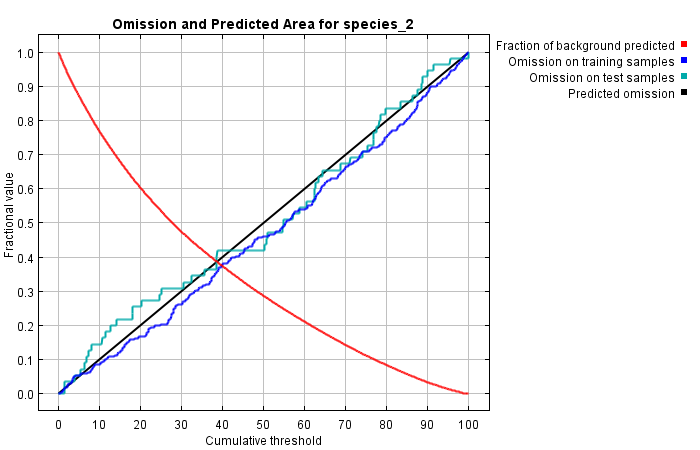 Omission and Predicted Area for species_2
Fraction of background predicted
Omission on training samples
Omission on test samples
Predicted omission
Fractional value
1.0
0.9
0.8
0.7
0.6
0.5
0.4
0.3
0.2
0.1
0.0
0 10 20 30 40 50 60 70 80 90 100
Cumulative threshold